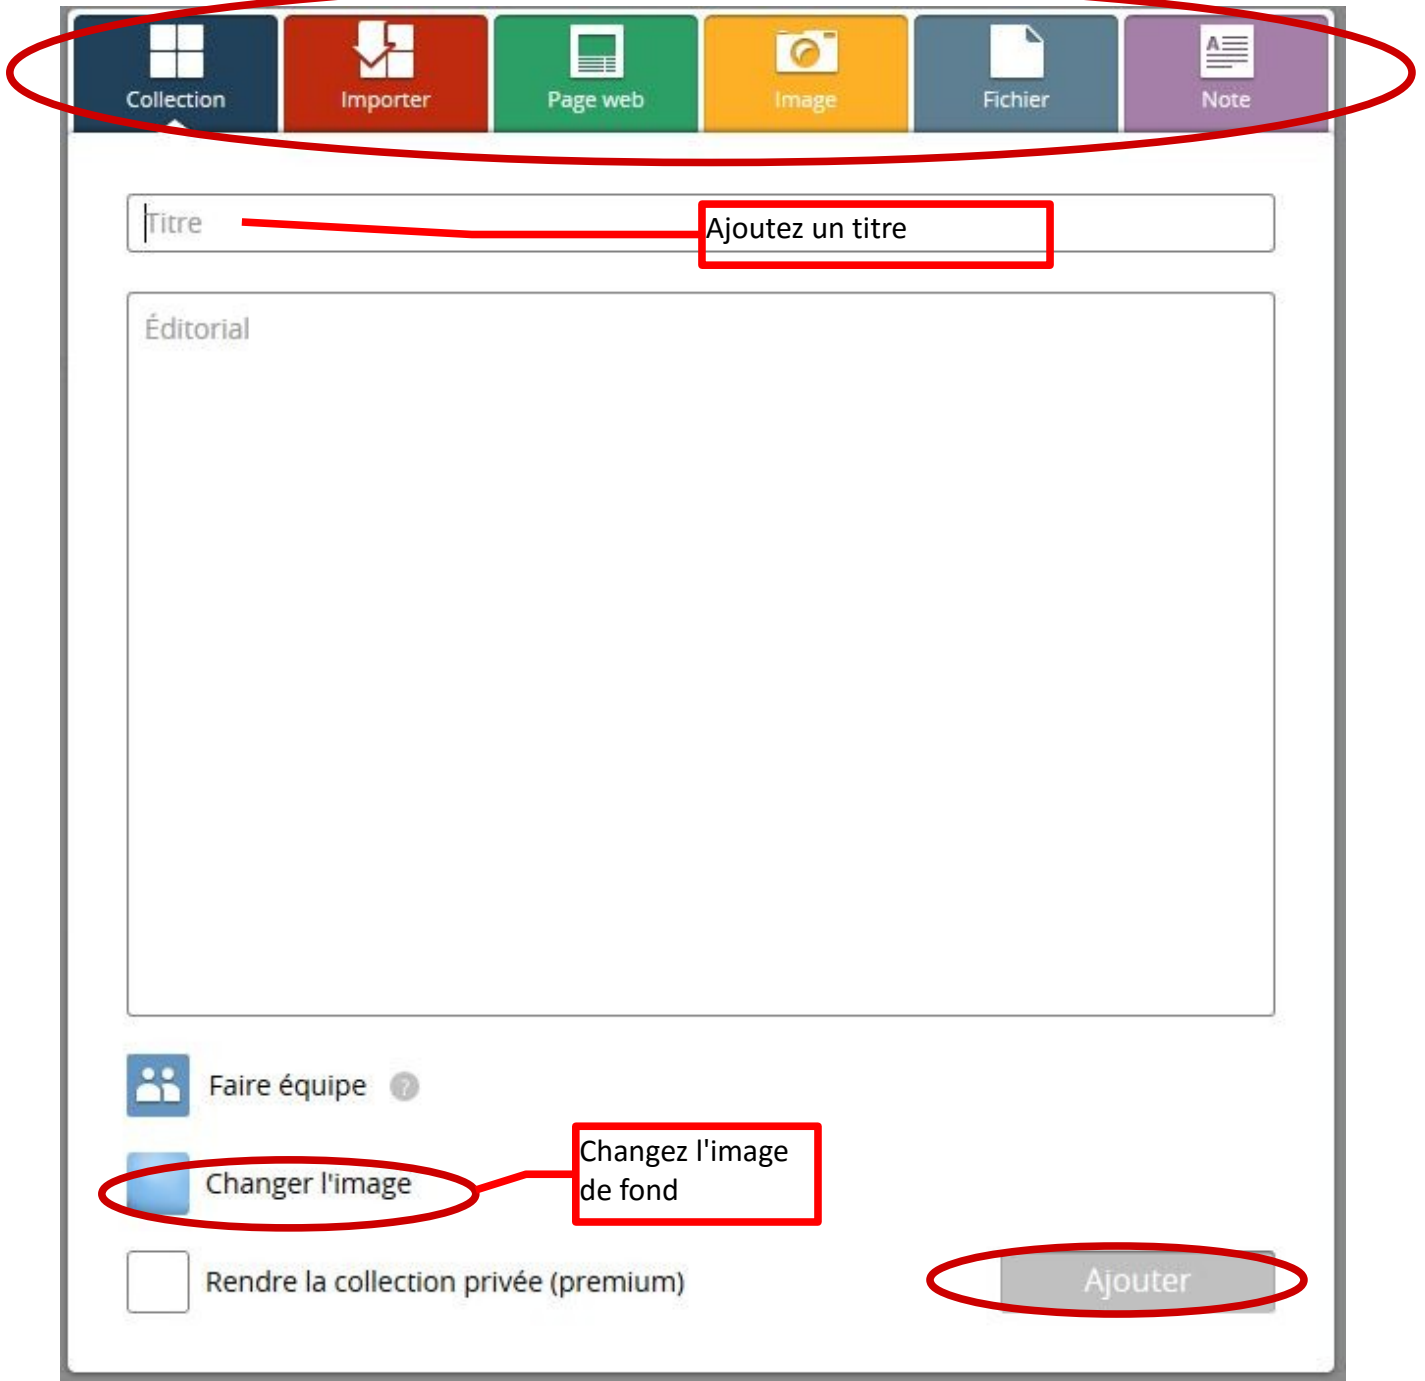 Collection
Importer
Page web
Image
Fichier
A
Note
Titre
Ajoutez un titre
Éditorial
Faire équipe ?
Changer l'image
Changez l'image
de fond
Rendre la collection privée (premium)
Ajouter